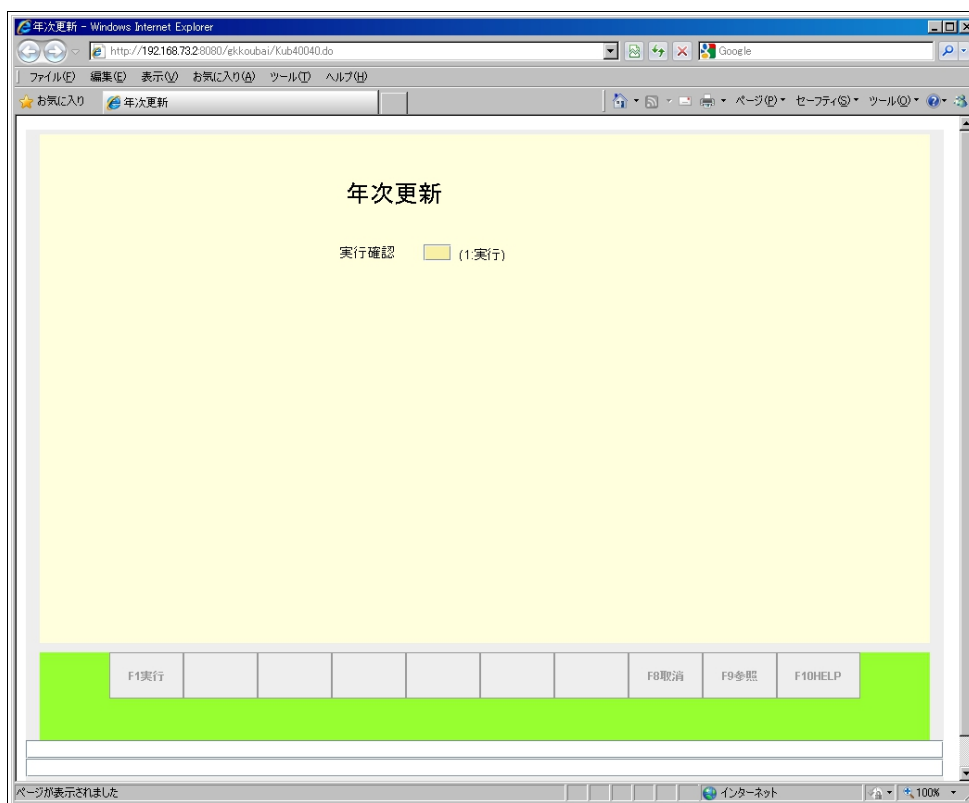 年次更新 - Windows Internet Explorer
http://192.168.73.2:8080/gkkoubai/Kub40040.do
Google
ファイル(F) 編集(E) 表示(V) お気に入り(A) ツール(T) ヘルプ(H)
お気に入り 年次更新 ページ(P) セーフティ(S) ツール(O)
年次更新
実行確認 (1:実行)
F1実行 F8取消 F9参照 F10HELP
ページが表示されました インターネット 100%